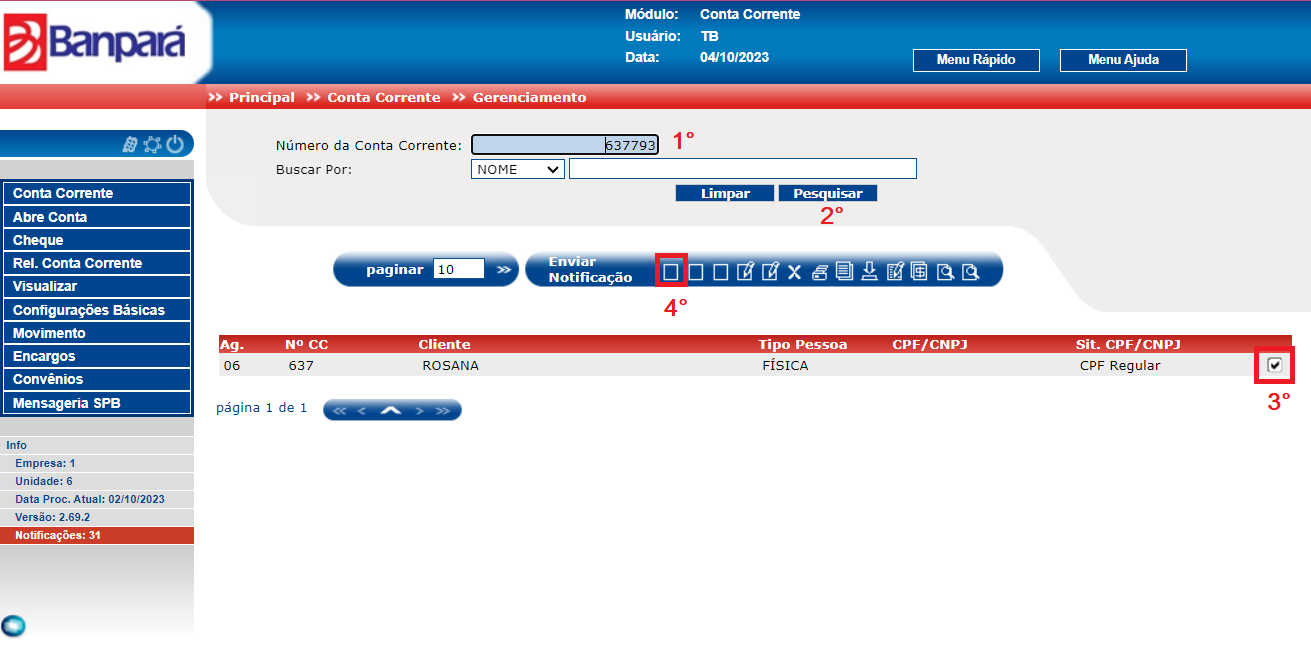 Banpará
Módulo: Conta Corrente
Usuário: TB
Data: 04/10/2023
Menu Rápido
Menu Ajuda
>> Principal >> Conta Corrente >> Gerenciamento
Número da Conta Corrente: 637793 1°
Buscar Por: NOME
Limpar Pesquisar
2°
Conta Corrente
Abre Conta
Cheque
Rel. Conta Corrente
Visualizar
Configurações Básicas
Movimento
Encargos
Convênios
Mensageria SPB
Info
Empresa: 1
Unidade: 6
Data Proc. Atual: 02/10/2023
Versão: 2.69.2
Notificações: 31
paginar 10 >>
Enviar
Notificação
4°
Ag. Nº CC Cliente Tipo Pessoa CPF/CNPJ Sit. CPF/CNPJ
06 637 ROSANA FÍSICA CPF Regular
3°
página 1 de 1 << < > >>